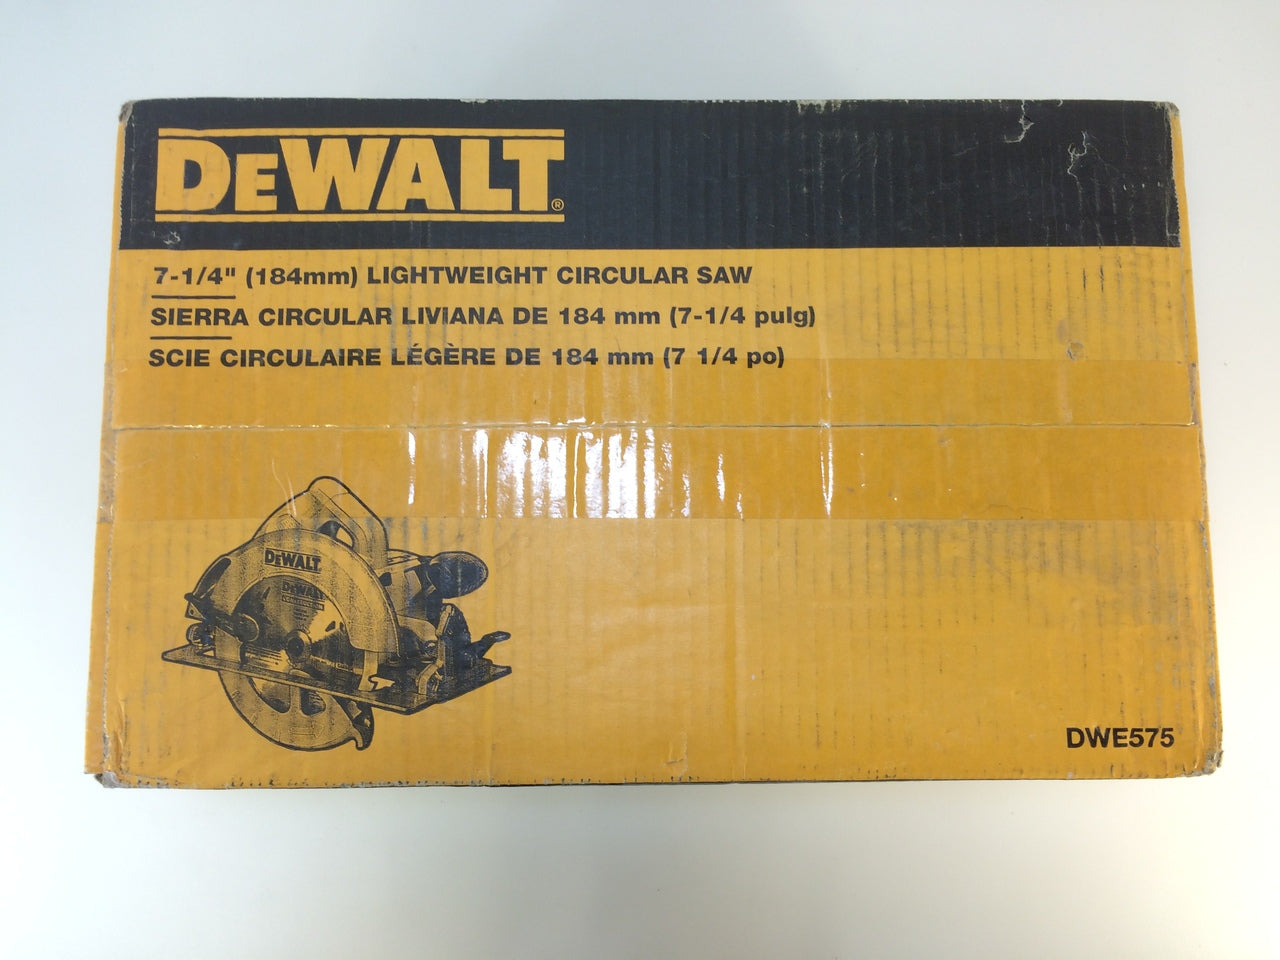 DEWALT®
7-1/4" (184mm) LIGHTWEIGHT CIRCULAR SAW
SIERRA CIRCULAR LIVIANA DE 184 mm (7-1/4 pulg)
SCIE CIRCULAIRE LÉGÈRE DE 184 mm (7 1/4 po)
DEWALT
DEWALT
DWE575